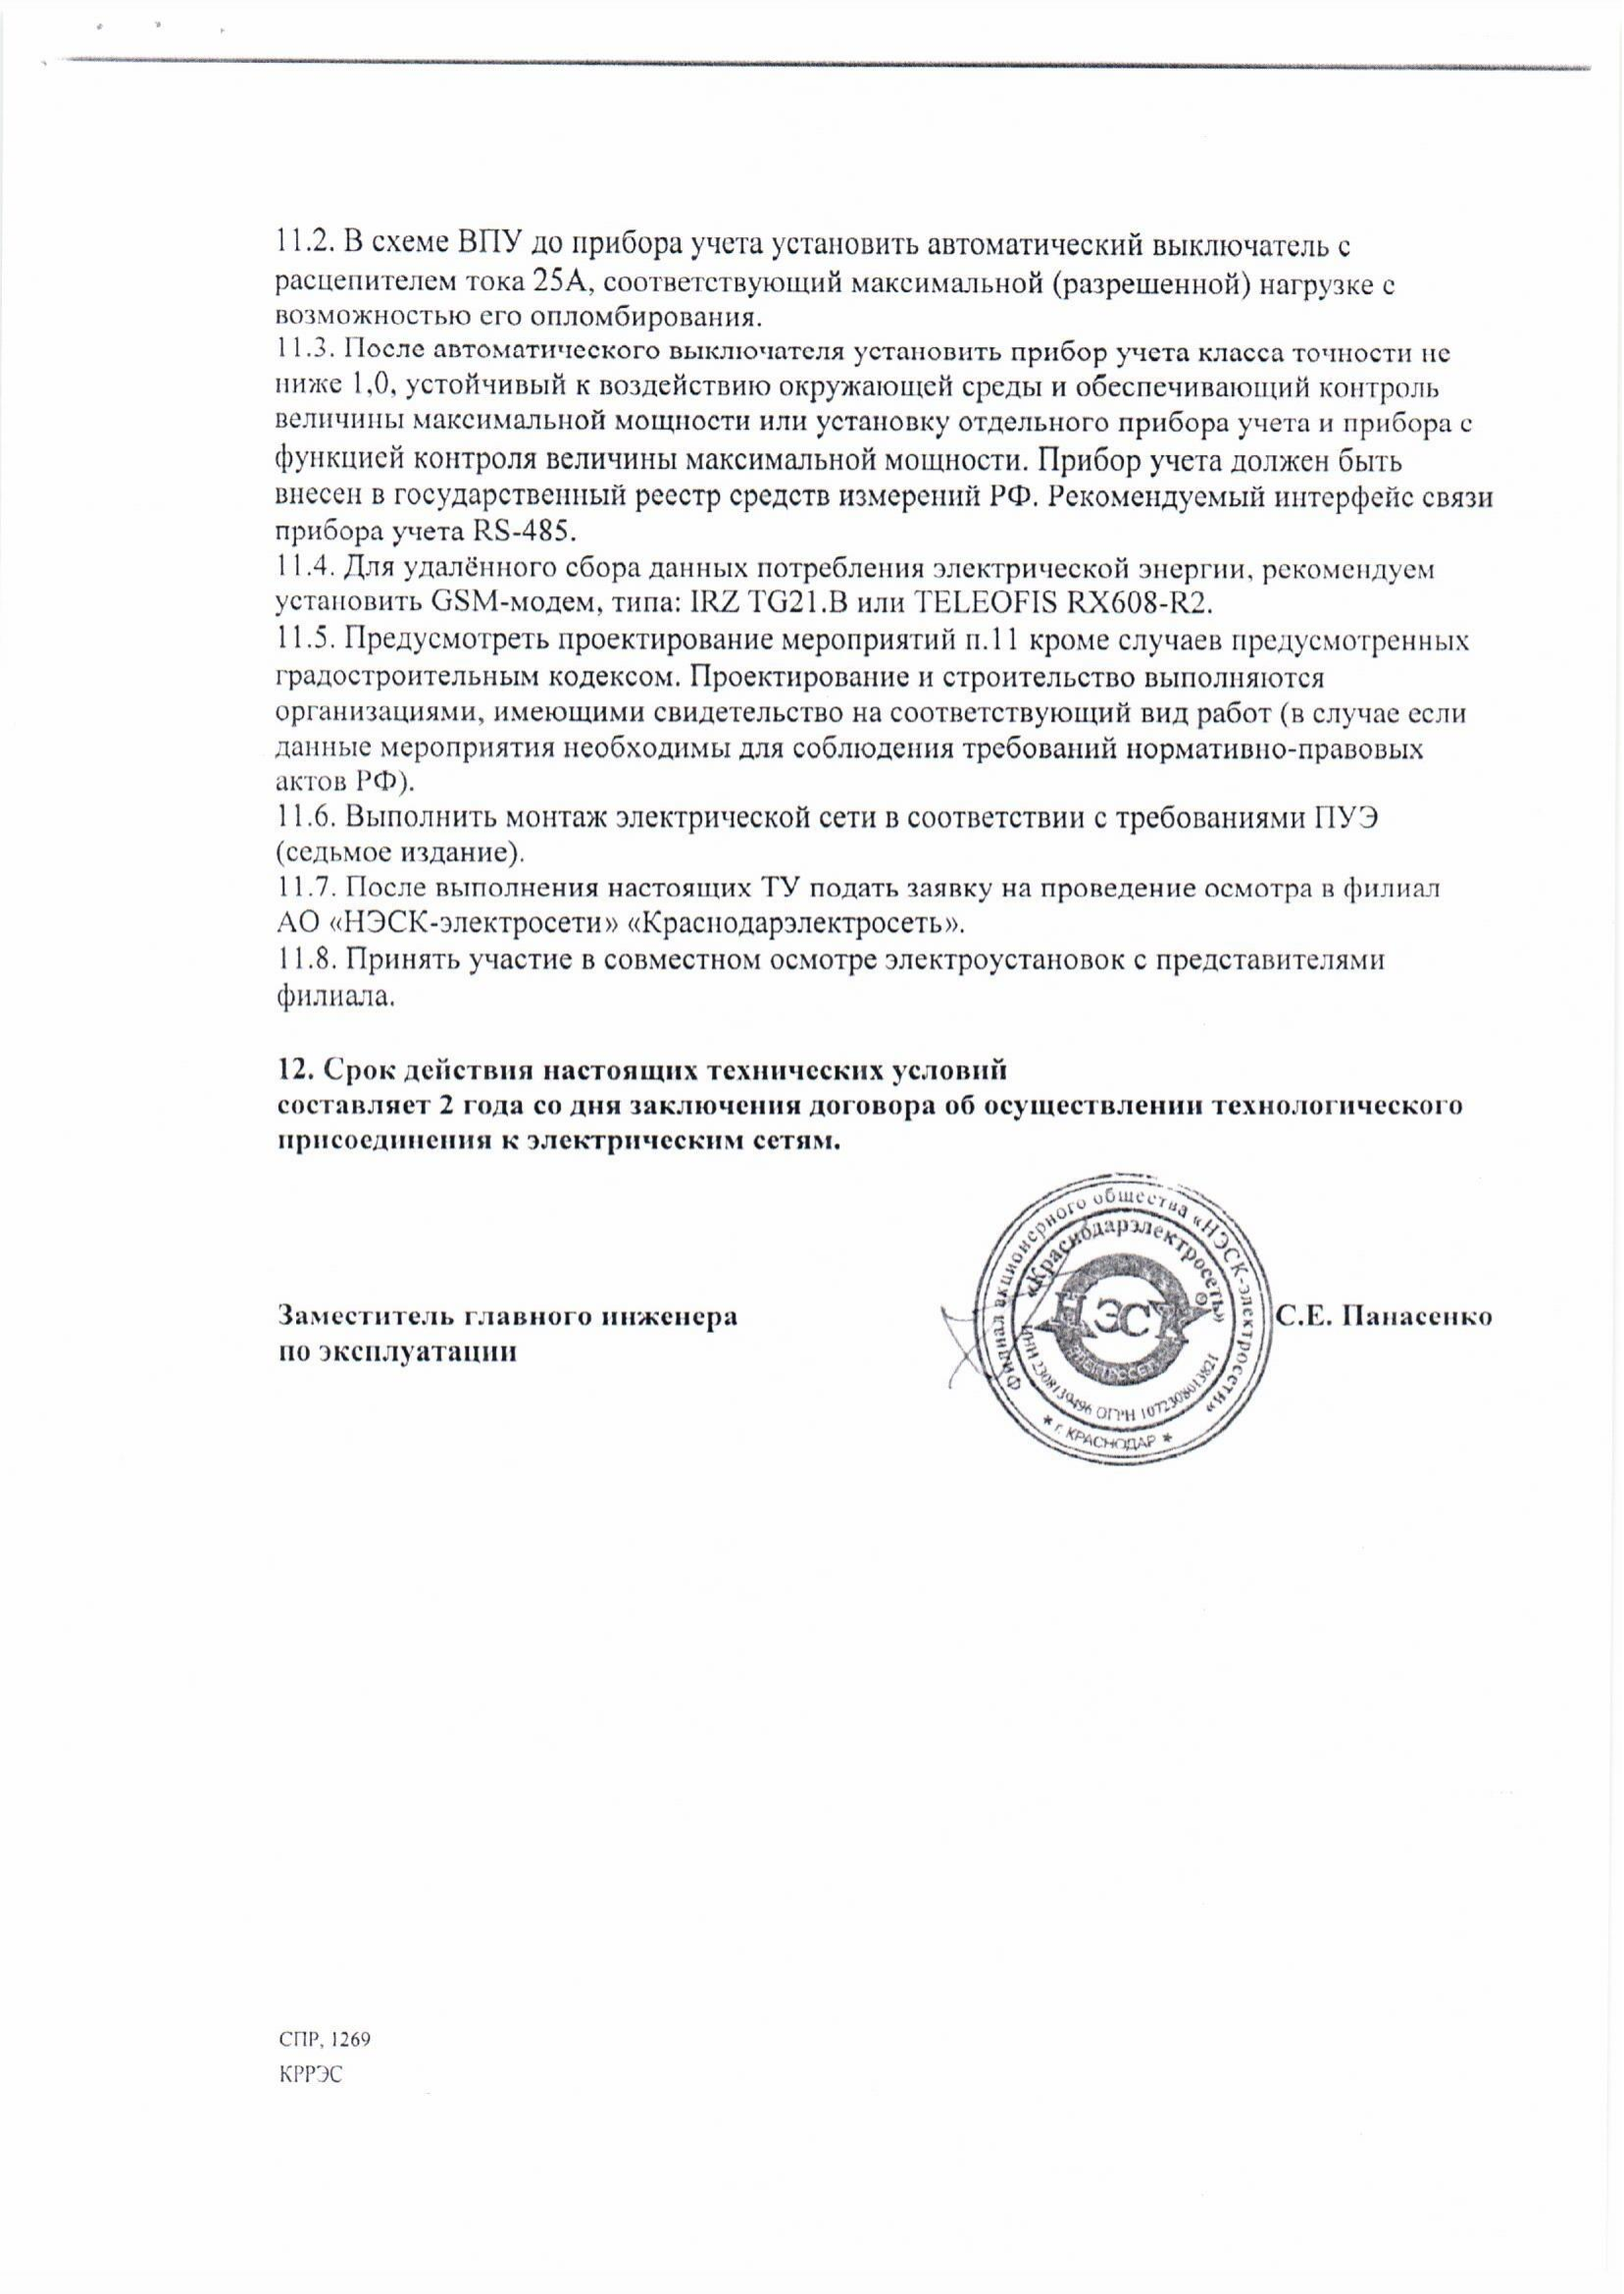 11.2. В схеме ВПУ до прибора учета установить автоматический выключатель с
расцепителем тока 25А, соответствующий максимальной (разрешенной) нагрузке с
возможностью его опломбирования.
11.3. После автоматического выключателя установить прибор учета класса точности не
ниже 1,0, устойчивый к воздействию окружающей среды и обеспечивающий контроль
величины максимальной мощности или установку отдельного прибора учета и прибора с
функцией контроля величины максимальной мощности. Прибор учета должен быть
внесен в государственный реестр средств измерений РФ. Рекомендуемый интерфейс связи
прибора учета RS-485.
11.4. Для удалённого сбора данных потребления электрической энергии, рекомендуем
установить GSM-модем, типа: IRZ TG21.B или TELEOFIS RX608-R2.
11.5. Предусмотреть проектирование мероприятий п.11 кроме случаев предусмотренных
градостроительным кодексом. Проектирование и строительство выполняются
организациями, имеющими свидетельство на соответствующий вид работ (в случае если
данные мероприятия необходимы для соблюдения требований нормативно-правовых
актов РФ).
11.6. Выполнить монтаж электрической сети в соответствии с требованиями ПУЭ
(седьмое издание).
11.7. После выполнения настоящих ТУ подать заявку на проведение осмотра в филиал
АО «НЭСК-электросети» «Краснодарэлектросеть».
11.8. Принять участие в совместном осмотре электроустановок с представителями
филиала.
12. Срок действия настоящих технических условий
составляет 2 года со дня заключения договора об осуществлении технологического
присоединения к электрическим сетям.
Заместитель главного инженера
по эксплуатации
Филиал акционерного общества «НЭСК-электросети»
«Краснодарэлектросеть»
НЭСК
ЭЛЕКТРОСЕТИ
ИНН 2308139496 ОГРН 1072308013821
* г. КРАСНОДАР *
С.Е. Панасенко
СПР, 1269
КРРЭС